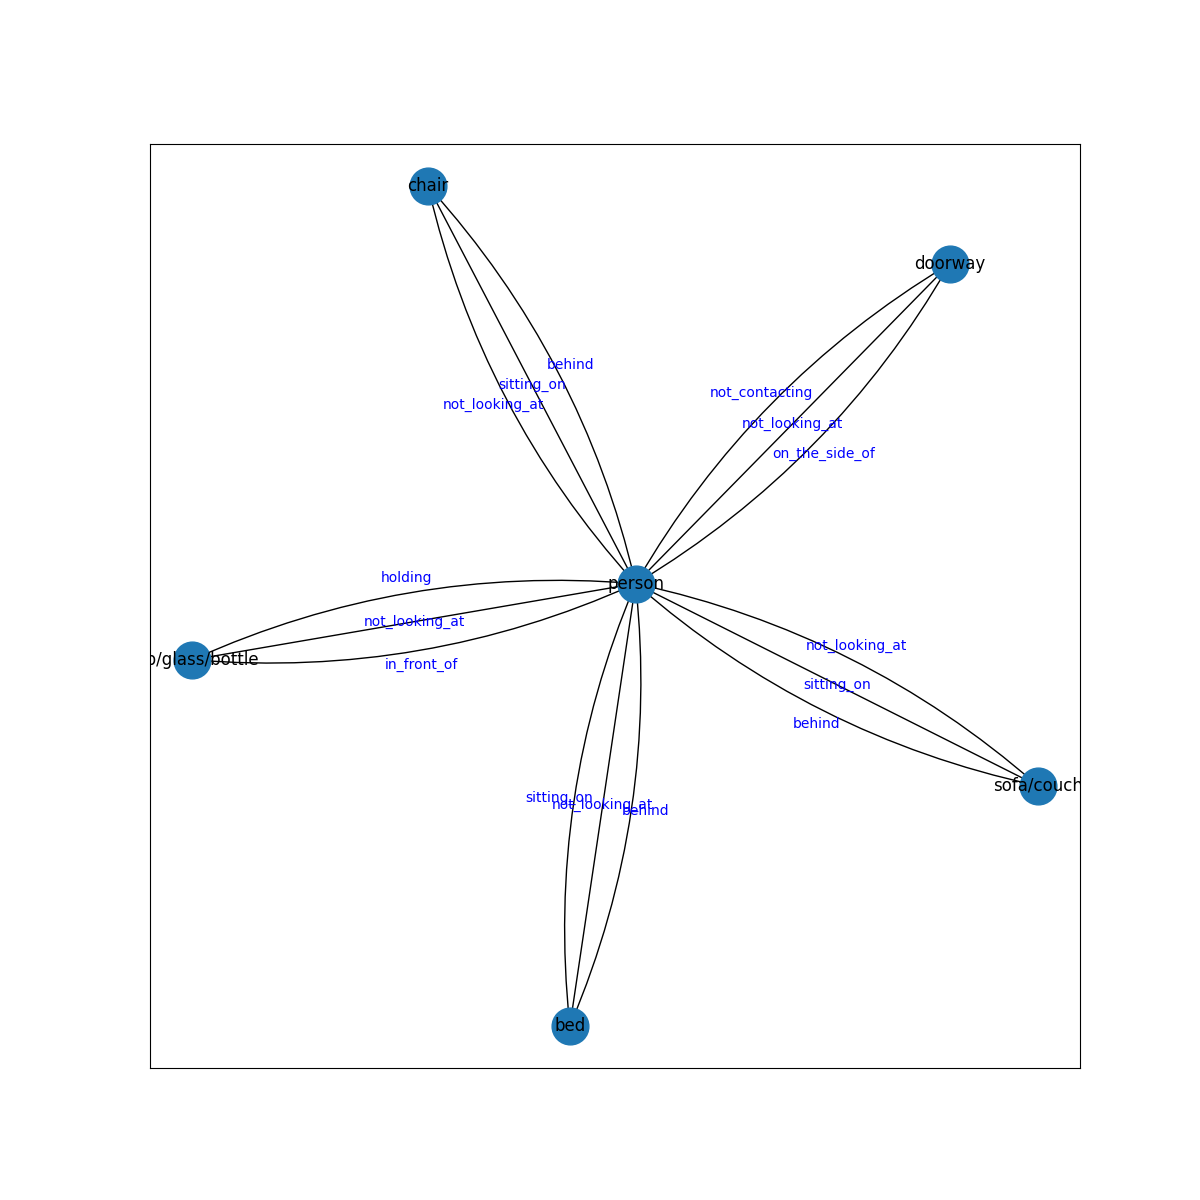 chair
doorway
behind
sitting_on
not_looking_at
not_contacting
not_looking_at
on_the_side_of
holding
person
not_looking_at
in_front_of
/glass/bottle
not_looking_at
sitting_on
behind
sofa/couch
sitting_on
not_looking_at
behind
bed